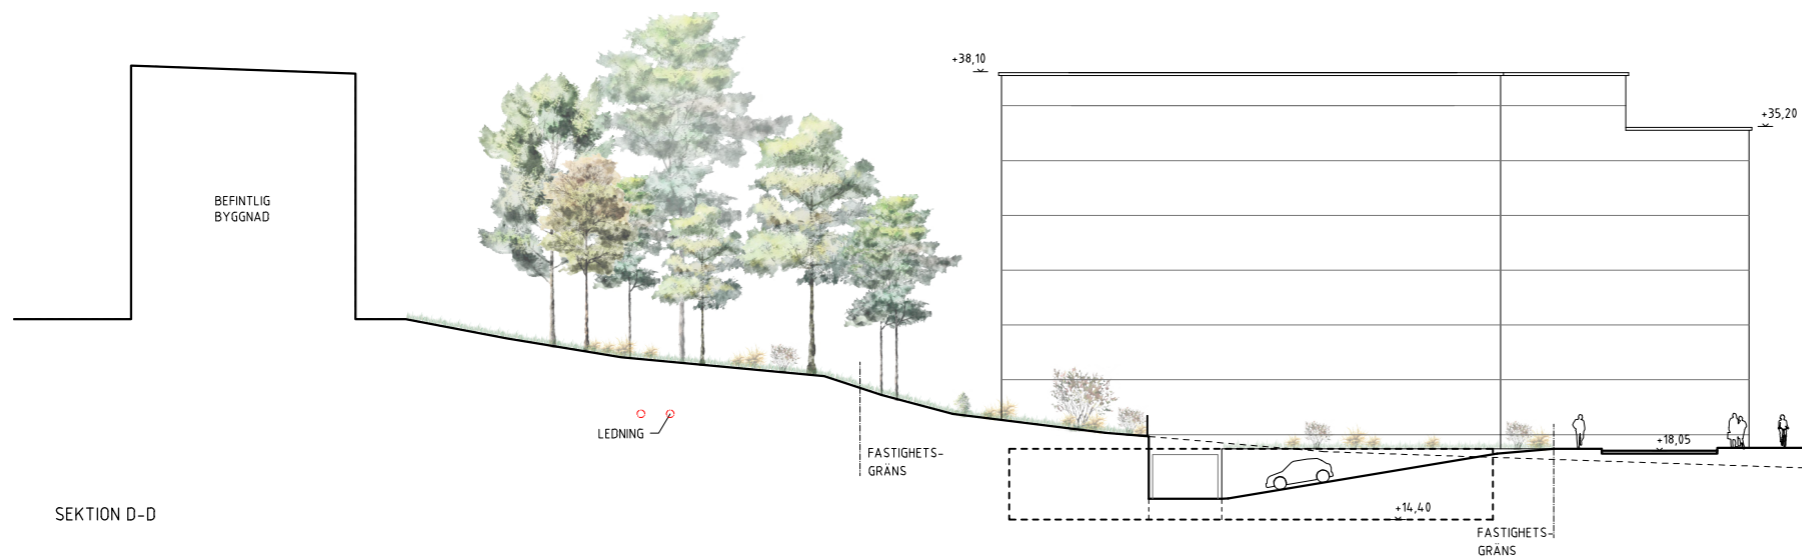 +38,10
+35,20
BEFINTLIG
BYGGNAD
LEDNING
FASTIGHETS-
GRÄNS
+18,05
+14,40
FASTIGHETS-
GRÄNS
SEKTION D-D